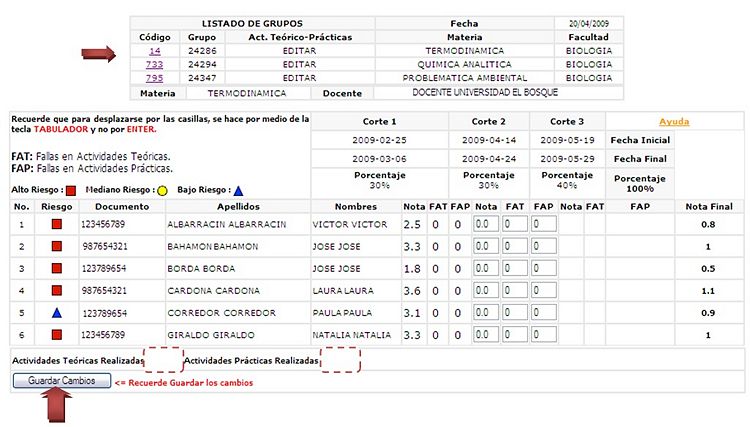 LISTADO DE GRUPOS Fecha 20/04/2009
Código Grupo Act. Teórico-Prácticas Materia Facultad
14 24286 EDITAR TERMODINAMICA BIOLOGIA
733 24294 EDITAR QUIMICA ANALITICA BIOLOGIA
795 24347 EDITAR PROBLEMATICA AMBIENTAL BIOLOGIA
Materia TERMODINAMICA Docente DOCENTE UNIVERSIDAD EL BOSQUE
Recuerde que para desplazarse por las casillas, se hace por medio de la
tecla TABULADOR y no por ENTER.
FAT: Fallas en Actividades Teóricas.
FAP: Fallas en Actividades Prácticas.
Alto Riesgo : Mediano Riesgo : Bajo Riesgo :
Corte 1 Corte 2 Corte 3 Ayuda
2009-02-25 2009-04-14 2009-05-19 Fecha Inicial
2009-03-06 2009-04-24 2009-05-29 Fecha Final
Porcentaje Porcentaje Porcentaje Porcentaje
30% 30% 40% 100%
No. Riesgo Documento Apellidos Nombres Nota FAT FAP Nota FAT FAP Nota FAT FAP Nota Final
1 123456789 ALBARRACIN ALBARRACIN VICTOR VICTOR 2.5 0 0 0.0 0 0 0.8
2 987654321 BAHAMON BAHAMON JOSE JOSE 3.3 0 0 0.0 0 0 1
3 123789654 BORDA BORDA JOSE JOSE 1.8 0 0 0.0 0 0 0.5
4 987654321 CARDONA CARDONA LAURA LAURA 3.6 0 0 0.0 0 0 1.1
5 123789654 CORREDOR CORREDOR PAULA PAULA 3.1 0 0 0.0 0 0 0.9
6 123456789 GIRALDO GIRALDO NATALIA NATALIA 3.3 0 0 0.0 0 0 1
Actividades Teóricas Realizadas Actividades Prácticas Realizadas
Guardar Cambios <= Recuerde Guardar los cambios